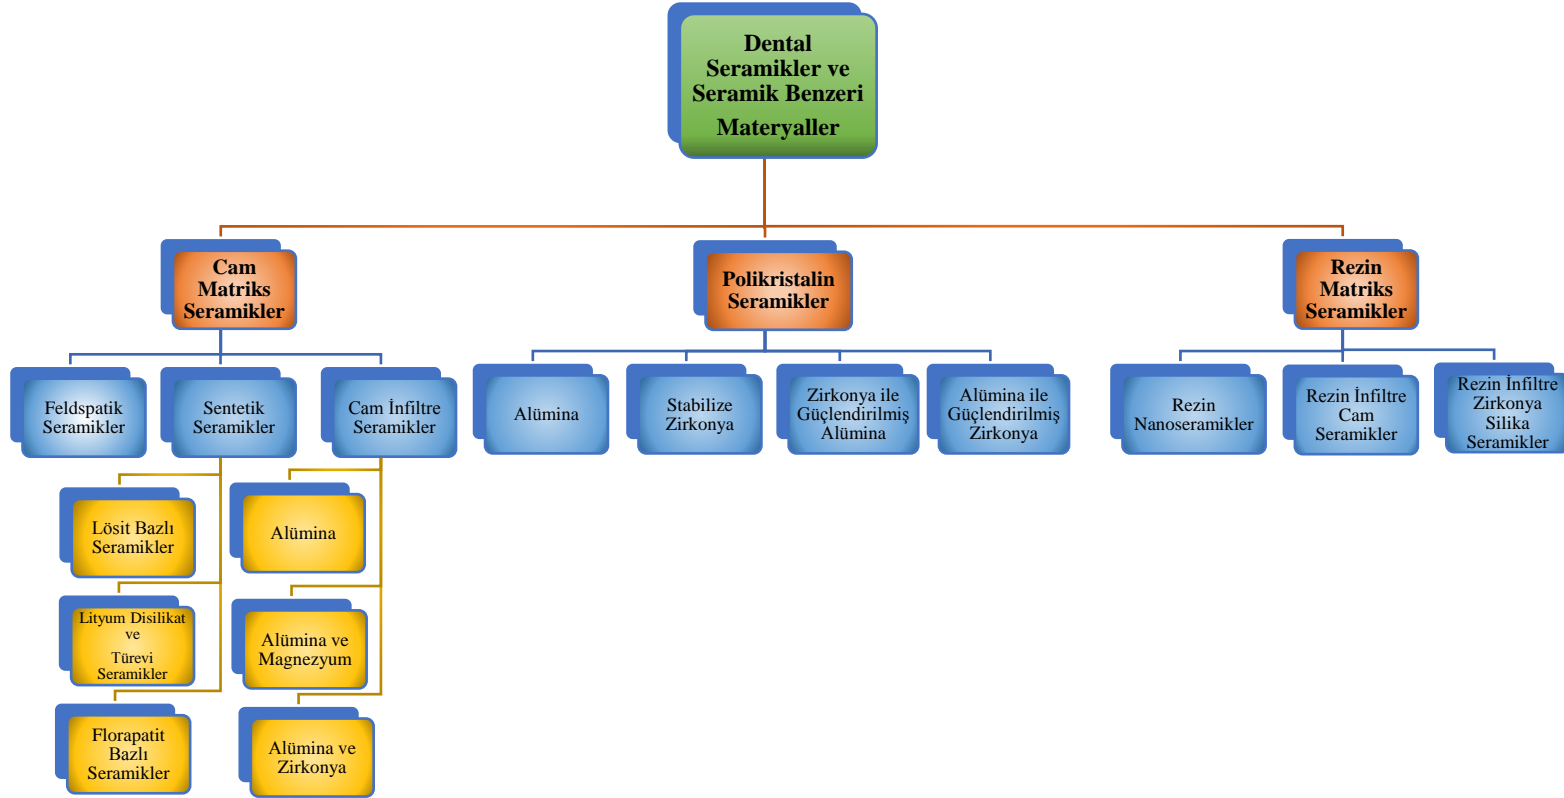 Dental
Seramikler ve
Seramik Benzeri
Materyaller
Cam
Matriks
Seramikler
Polikristalin
Seramikler
Rezin
Matriks
Seramikler
Feldspatik
Seramikler
Sentetik
Seramikler
Cam İnfiltre
Seramikler
Alümina
Stabilize
Zirkonya
Zirkonya ile
Güçlendirilmiş
Alümina
Alümina ile
Güçlendirilmiş
Zirkonya
Rezin
Nanoseramikler
Rezin İnfiltre
Cam
Seramikler
Rezin İnfiltre
Zirkonya
Silika
Seramikler
Lösit Bazlı
Seramikler
Alümina
Lityum Disilikat
ve
Türevi
Seramikler
Alümina ve
Magnezyum
Florapatit
Bazlı
Seramikler
Alümina ve
Zirkonya